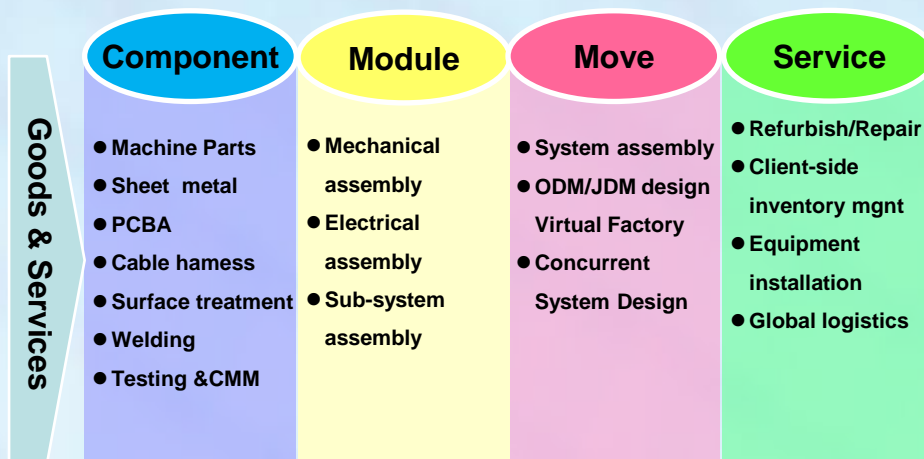 Goods & Services
Component
● Machine Parts
● Sheet metal
● PCBA
● Cable hamess
● Surface treatment
● Welding
● Testing &CMM
Module
● Mechanical
assembly
● Electrical
assembly
● Sub-system
assembly
Move
● System assembly
● ODM/JDM design
Virtual Factory
● Concurrent
System Design
Service
● Refurbish/Repair
● Client-side
inventory mgnt
● Equipment
installation
● Global logistics